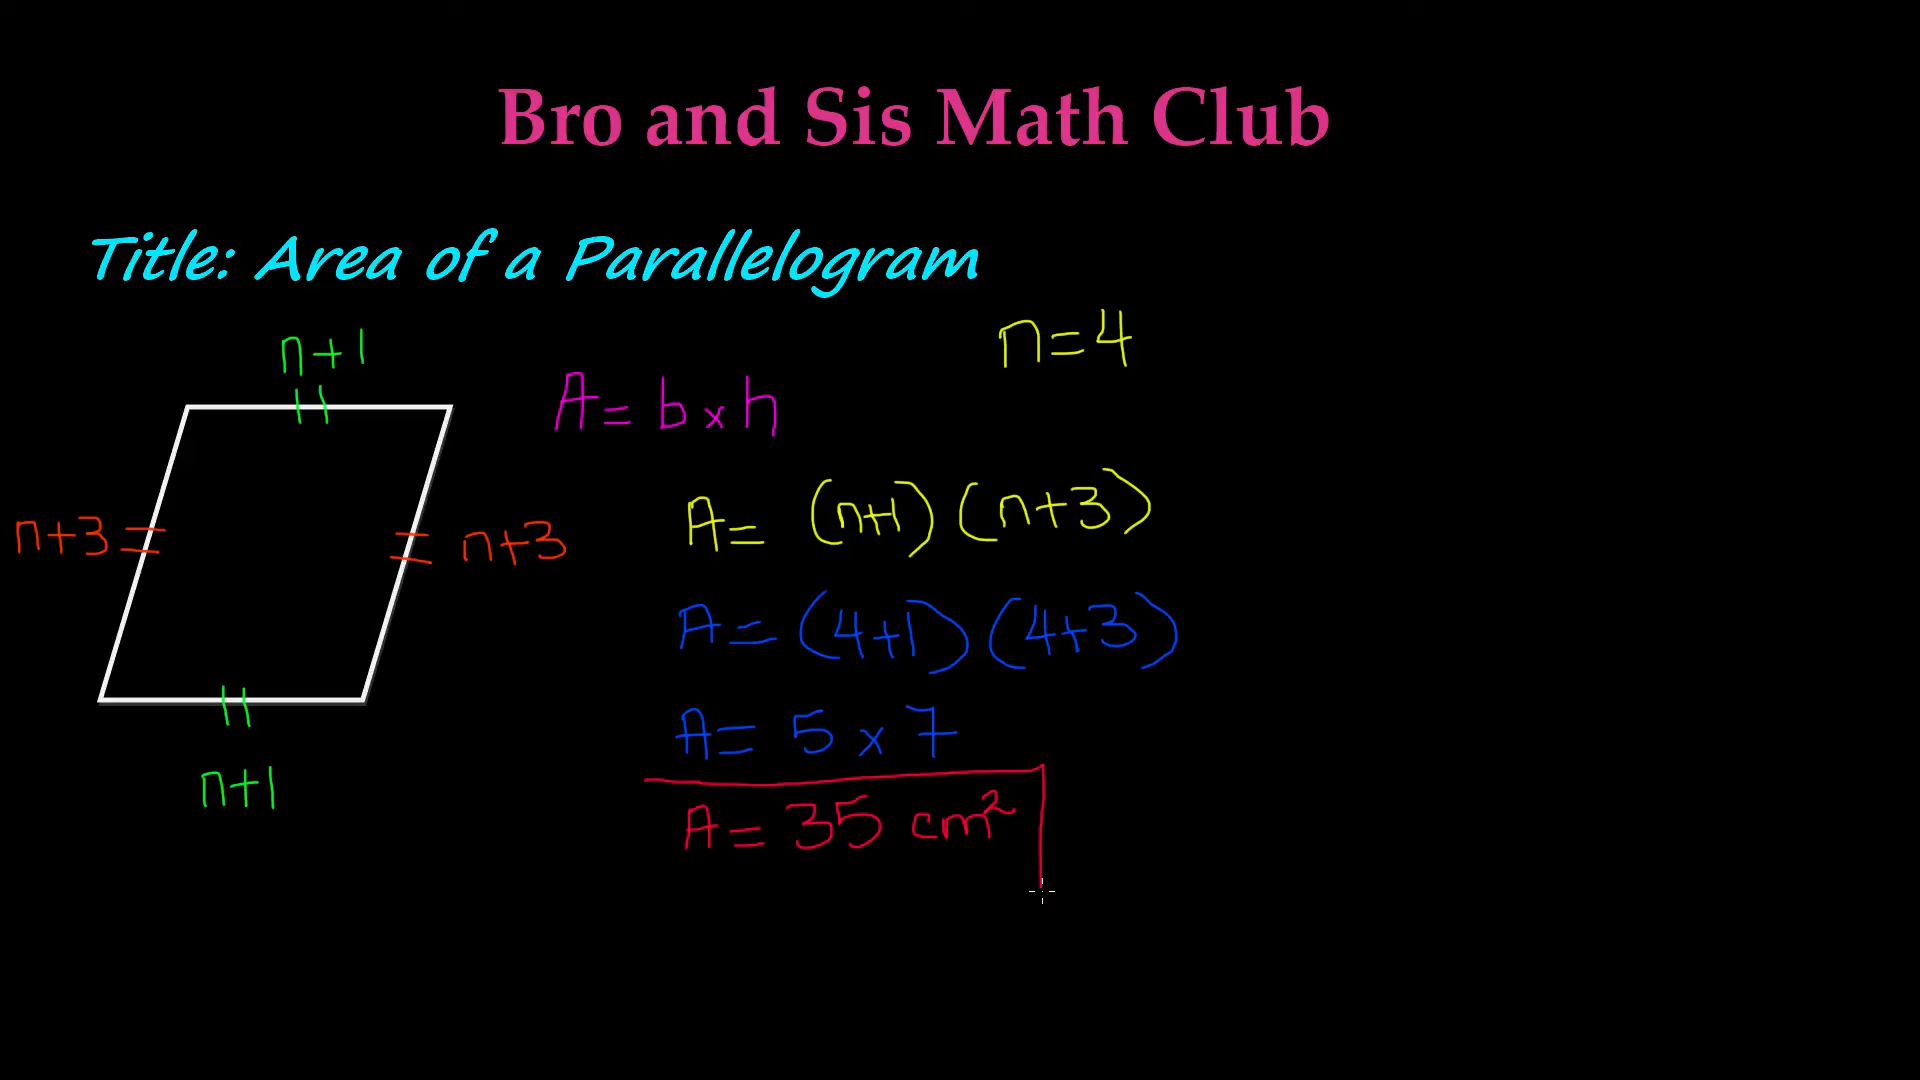 Bro and Sis Math Club
Title: Area of a Parallelogram
n=4
n+1
A= b×h
n+3
n+3
A= (n+1) (n+3)
A= (4+1) (4+3)
A= 5 × 7
n+1
A= 35 cm²